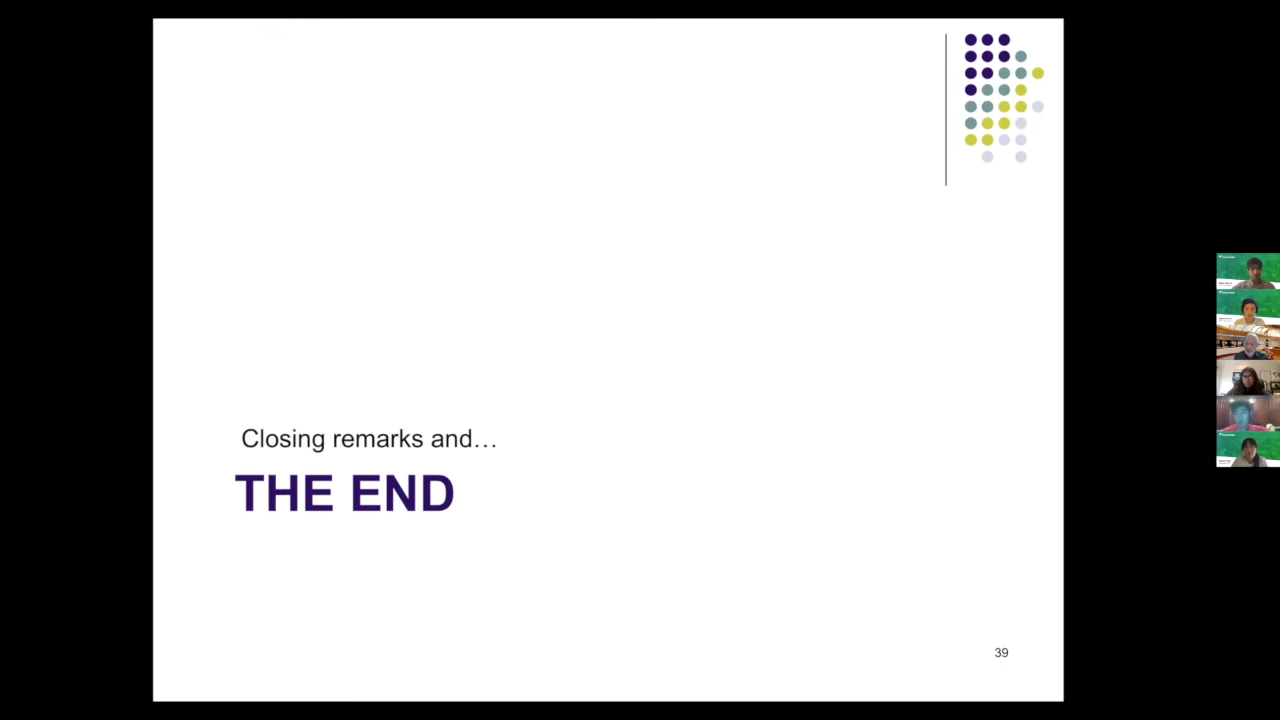 Closing remarks and…
THE END
39